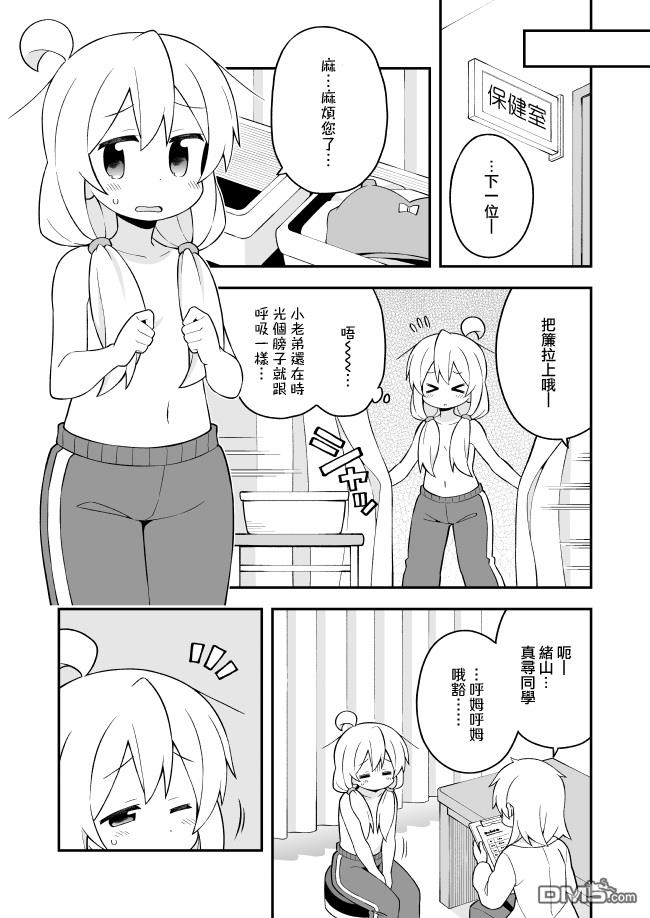 保健室
…
下一位—
麻…麻煩
您了…
把簾拉上哦—
唔～～～…
小老弟還在時
光個膀子就跟
呼吸一樣…
ニシャッ
呃—
緒山…
真尋同學
…呼姆呼姆
哦豁……
DM5.com